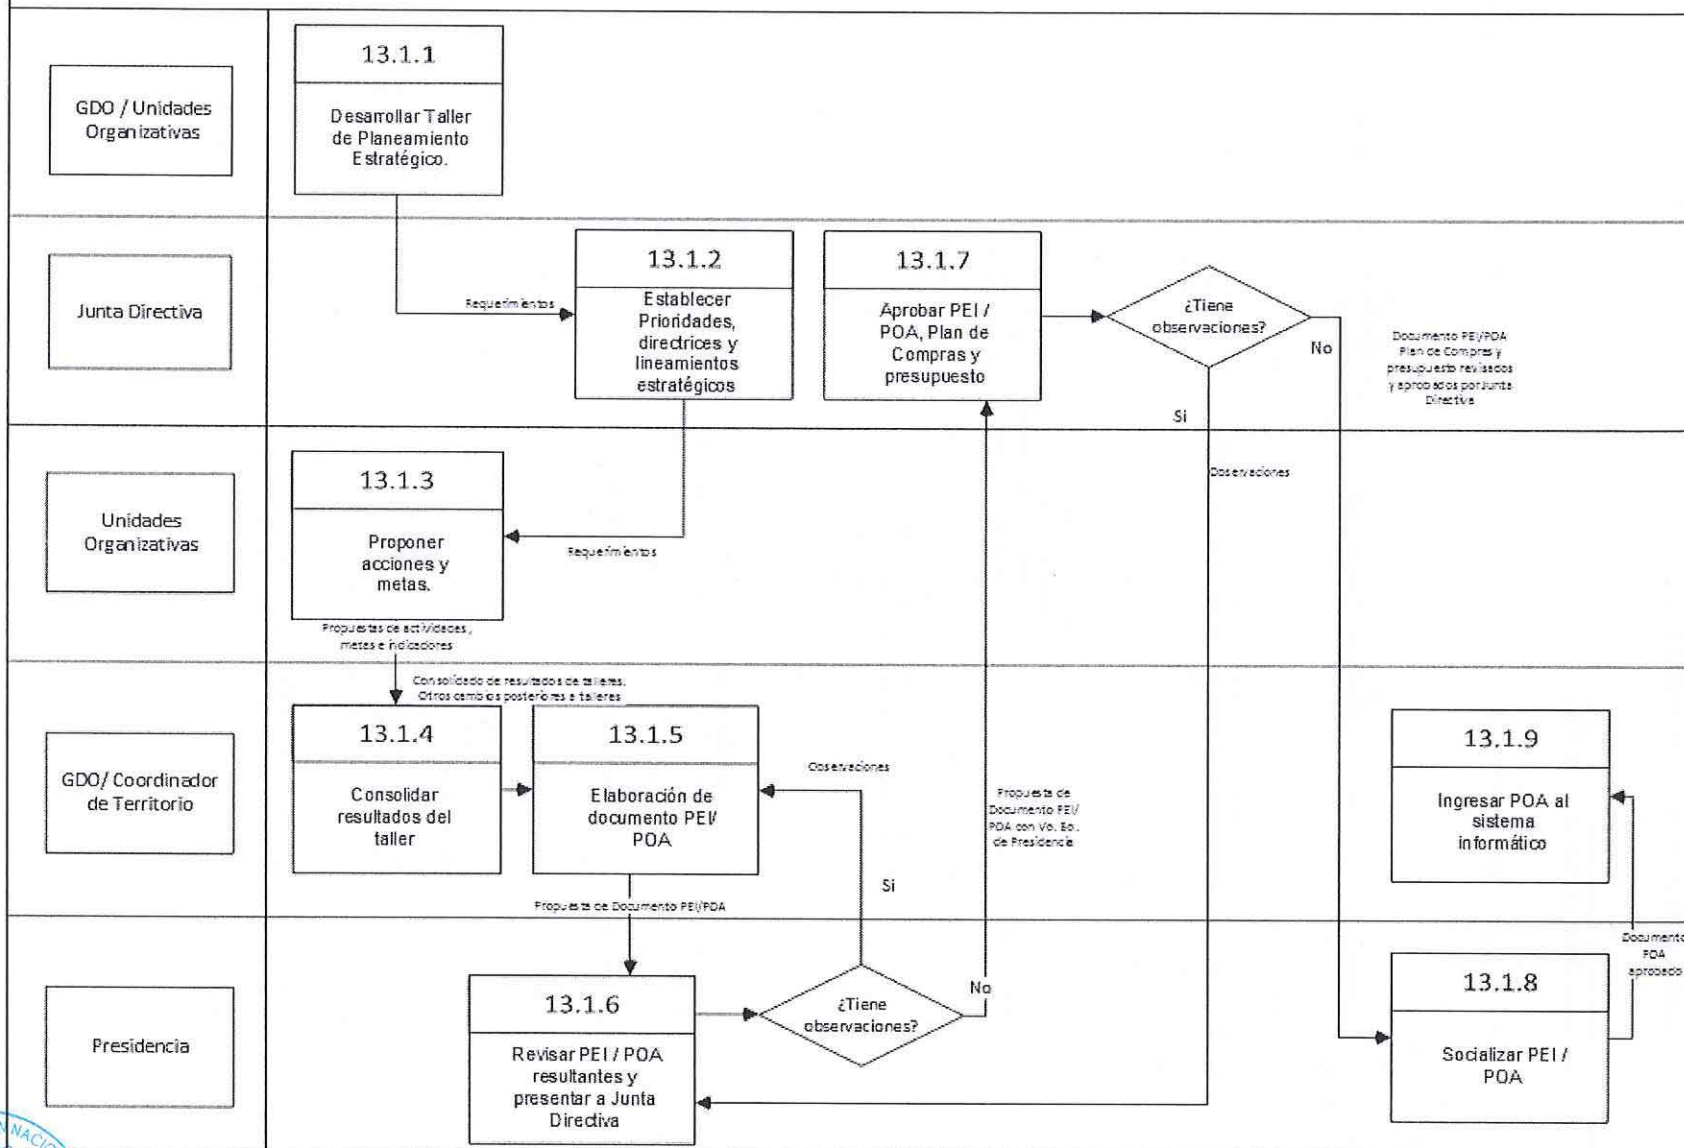 GDO / Unidades
Organizativas
13.1.1
Desarrollar Taller
de Planeamiento
Estratégico.
Junta Directiva
Requerimientos
13.1.2
Establecer
Prioridades,
directrices y
lineamientos
estratégicos
13.1.7
Aprobar PEI /
POA, Plan de
Compras y
presupuesto
¿Tiene
observaciones?
No
Si
Documento PEI/POA
Plan de Compras y
presupuesto revisados
y aprobados por Junta
Directiva
Unidades
Organizativas
13.1.3
Proponer
acciones y
metas.
Requerimientos
Observaciones
Propuestas de actividades,
metas e indicadores
Consolidado de resultados de talleres.
Otros cambios posteriores a talleres
GDO/ Coordinador
de Territorio
13.1.4
Consolidar
resultados del
taller
13.1.5
Elaboración de
documento PEI/
POA
Observaciones
Si
Propuesta de
Documento PEI/
POA con Vo. Bo.
de Presidencia
13.1.9
Ingresar POA al
sistema
informático
Propuesta de Documento PEI/POA
Documento
POA
aprobado
Presidencia
13.1.6
Revisar PEI / POA
resultantes y
presentar a Junta
Directiva
¿Tiene
observaciones?
No
13.1.8
Socializar PEI /
POA